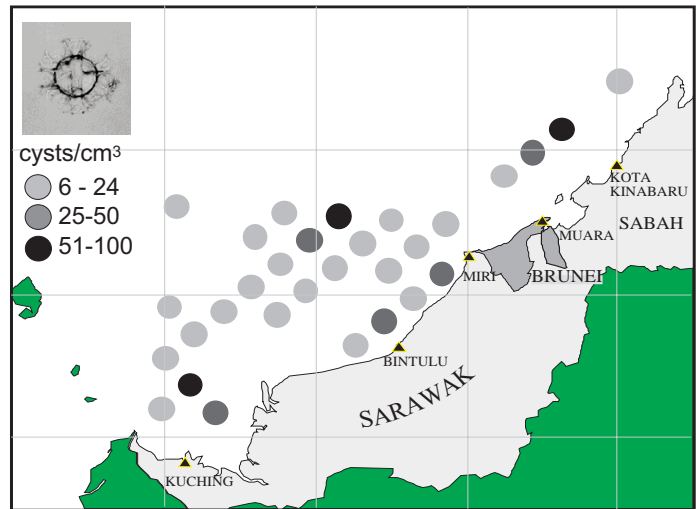 cysts/cm³
6 - 24
25-50
51-100
KOTA
KINABARU
SABAH
MUARA
MIRI
BRUNEI
BINTULU
SARAWAK
KUCHING